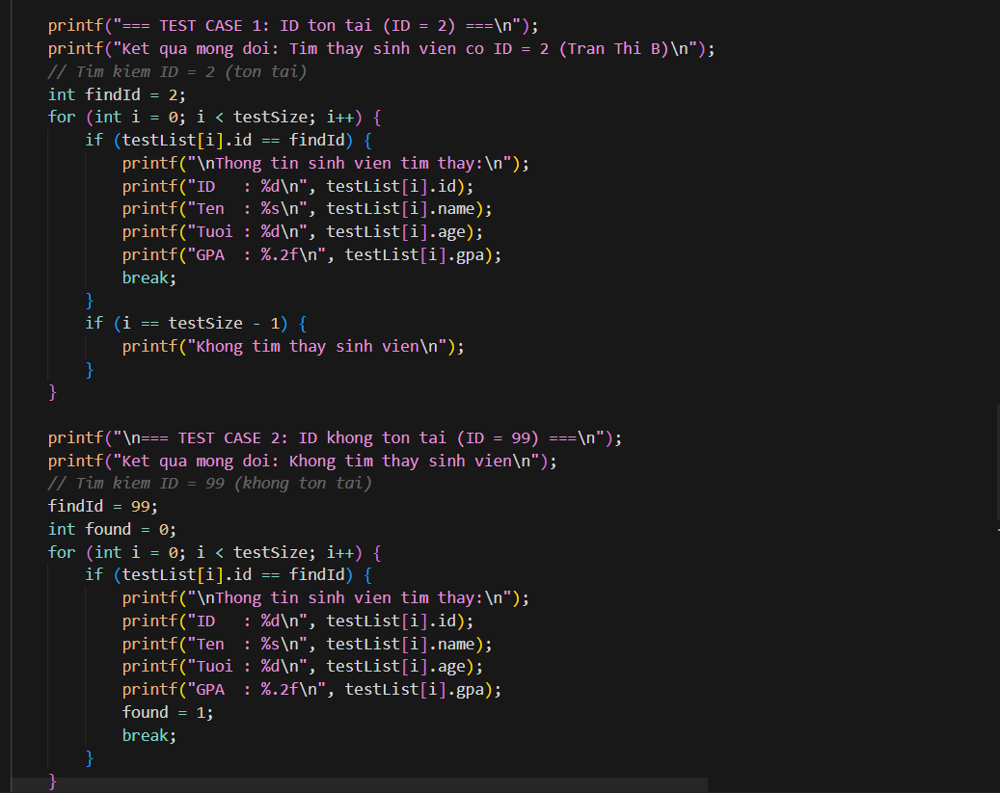 printf("=== TEST CASE 1: ID ton tai (ID = 2) ===\n");
printf("Ket qua mong doi: Tim thay sinh vien co ID = 2 (Tran Thi B)\n");
// Tim kiem ID = 2 (ton tai)
int findId = 2;
for (int i = 0; i < testSize; i++) {
    if (testList[i].id == findId) {
        printf("\nThong tin sinh vien tim thay:\n");
        printf("ID   : %d\n", testList[i].id);
        printf("Ten  : %s\n", testList[i].name);
        printf("Tuoi : %d\n", testList[i].age);
        printf("GPA  : %.2f\n", testList[i].gpa);
        break;
    }
    if (i == testSize - 1) {
        printf("Khong tim thay sinh vien\n");
    }
}

printf("\n=== TEST CASE 2: ID khong ton tai (ID = 99) ===\n");
printf("Ket qua mong doi: Khong tim thay sinh vien\n");
// Tim kiem ID = 99 (khong ton tai)
findId = 99;
int found = 0;
for (int i = 0; i < testSize; i++) {
    if (testList[i].id == findId) {
        printf("\nThong tin sinh vien tim thay:\n");
        printf("ID   : %d\n", testList[i].id);
        printf("Ten  : %s\n", testList[i].name);
        printf("Tuoi : %d\n", testList[i].age);
        printf("GPA  : %.2f\n", testList[i].gpa);
        found = 1;
        break;
    }
}